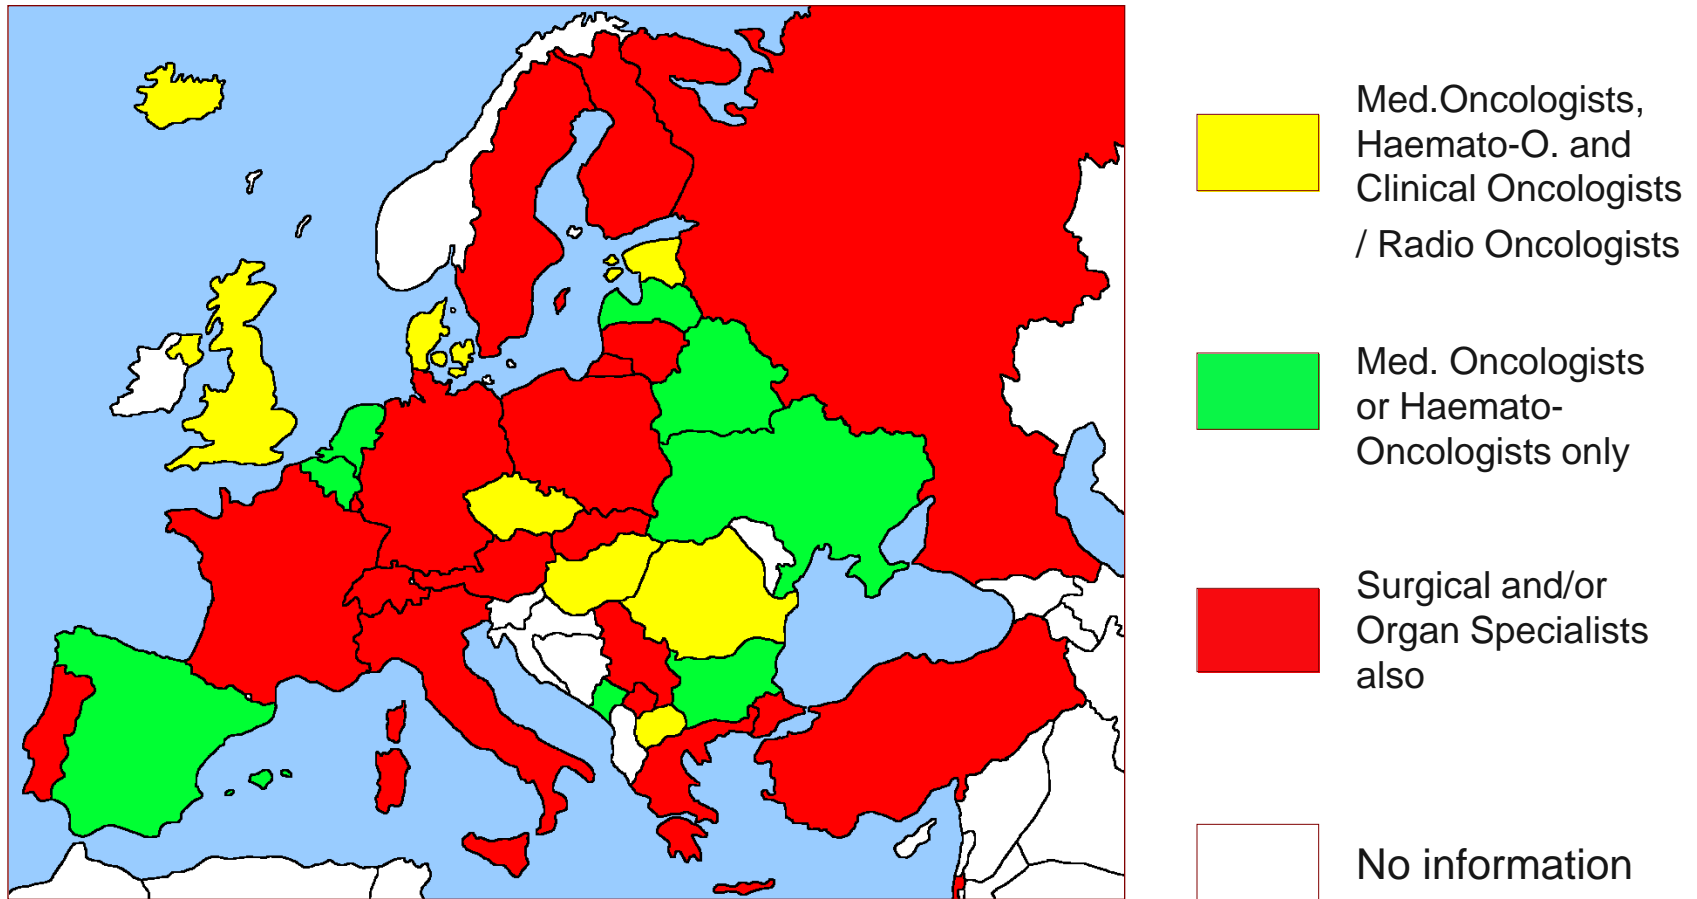 Med.Oncologists,
Haemato-O. and
Clinical Oncologists
/ Radio Oncologists
Med. Oncologists
or Haemato-
Oncologists only
Surgical and/or
Organ Specialists
also
No information